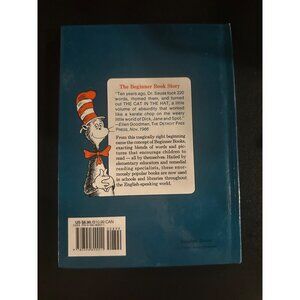 The Beginner Book Story
"Ten years ago, Dr. Seuss took 220
words, rhymed them, and turned
out THE CAT IN THE HAT, a little
volume of absurdity that worked
like a karate chop on the weary
little world of Dick, Jane and Spot."
—Ellen Goodman, THE DETROIT FREE
PRESS, Nov. 1966
From this magically right beginning
came the concept of Beginner Books,
exciting blends of words and pic-
tures that encourage children to
read — all by themselves. Hailed by
elementary educators and remedial
reading specialists, these enor-
mously popular books are now used
in schools and libraries throughout
the English-speaking world.